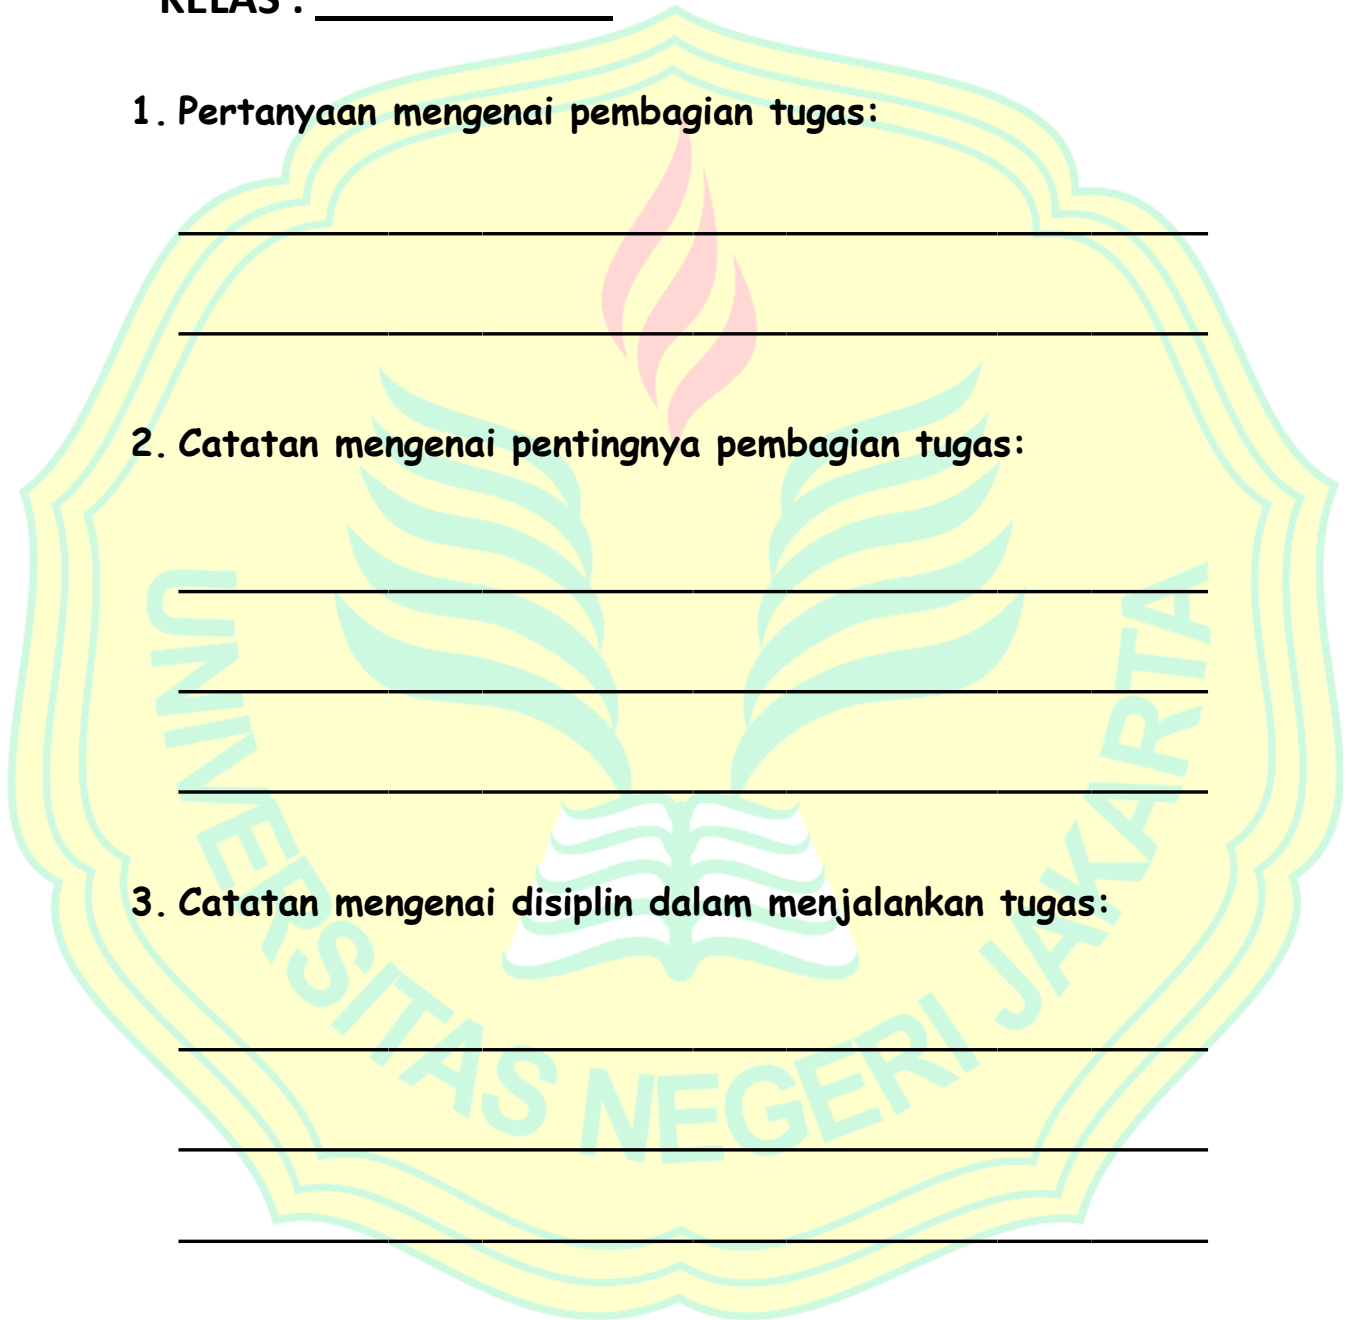 KELAS :
1. Pertanyaan mengenai pembagian tugas:
2. Catatan mengenai pentingnya pembagian tugas:
3. Catatan mengenai disiplin dalam menjalankan tugas:
UNIVERSITAS NEGERI JAKARTA